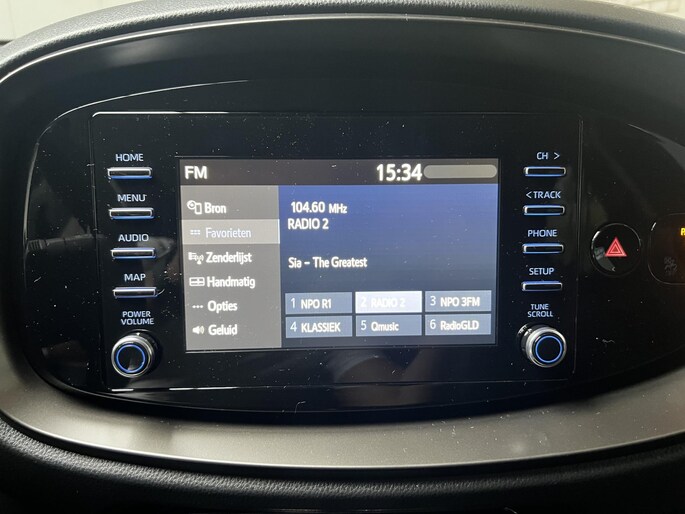 HOME
MENU
AUDIO
MAP
POWER
VOLUME
FM
15:34
Bron
Favorieten
Zenderlijst
Handmatig
Opties
Geluid
104.60 MHz
RADIO 2
Sia – The Greatest
1 NPO R1
2 RADIO 2
3 NPO 3FM
4 KLASSIEK
5 Qmusic
6 RadioGLD
CH >
< TRACK
PHONE
SETUP
TUNE
SCROLL